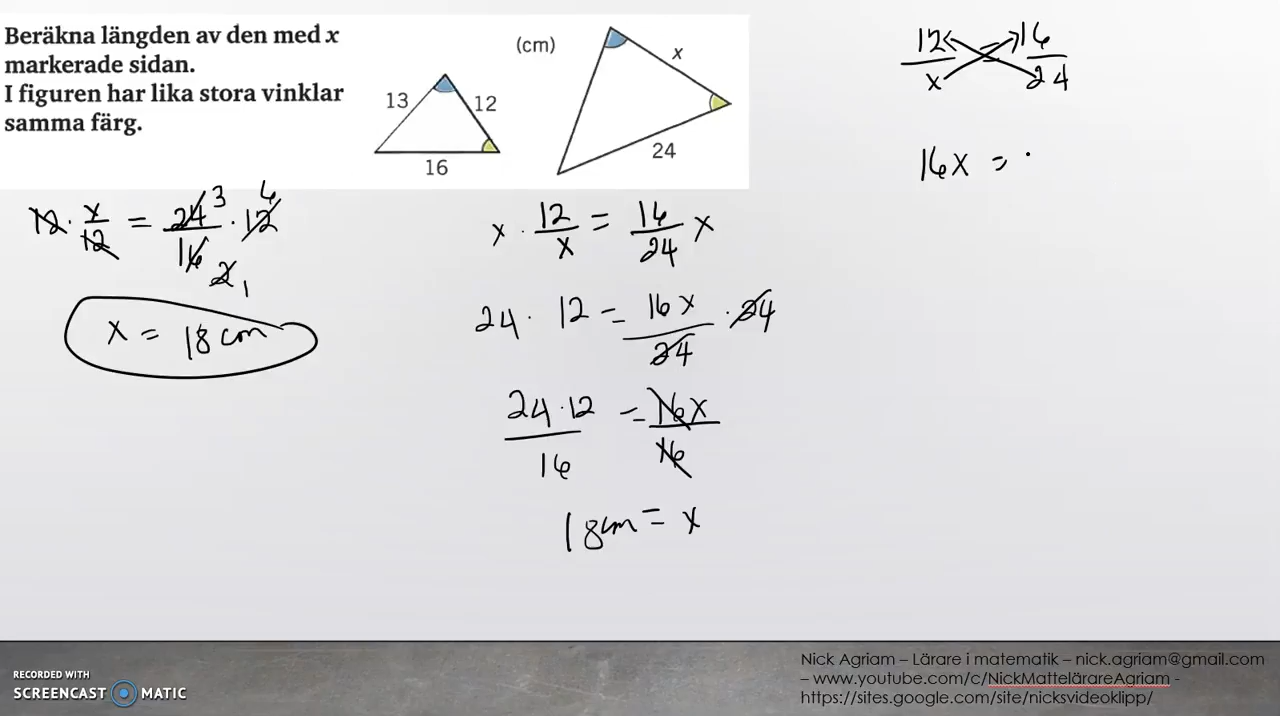 Beräkna längden av den med x
markerade sidan.
I figuren har lika stora vinklar
samma färg.
(cm)
13
12
16
x
24
12 · x/12 = 24/16 · 12
3
6
2
1
x = 18 cm
x · 12/x = 16/24 x
24 · 12 = 16x/24 · 24
24 · 12/16 = 16x/16
18 cm = x
12/x = 16/24
16x =
RECORDED WITH
SCREENCAST MATIC
Nick Agriam – Lärare i matematik – nick.agriam@gmail.com
– www.youtube.com/c/NickMattelärareAgriam -
https://sites.google.com/site/nicksvideoklipp/